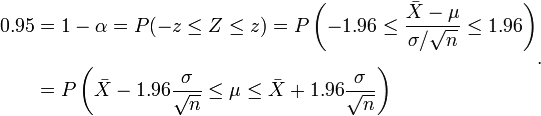 0.95 = 1 − α = P(−z ≤ Z ≤ z) = P(−1.96 ≤ (X̄ − μ)/(σ/√n) ≤ 1.96)
= P(X̄ − 1.96 σ/√n ≤ μ ≤ X̄ + 1.96 σ/√n).